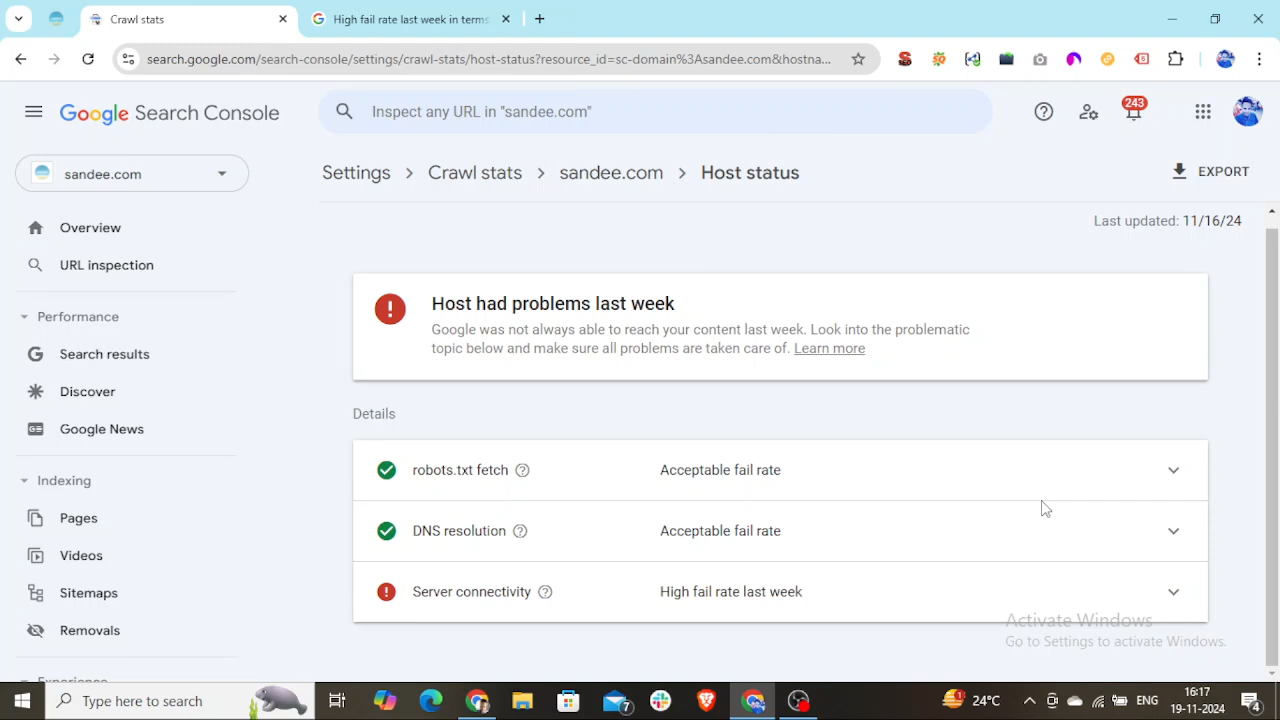 Crawl stats
High fail rate last week in terms
search.google.com/search-console/settings/crawl-stats/host-status?resource_id=sc-domain%3Asandee.com&hostna...
Google Search Console
Inspect any URL in "sandee.com"
243
sandee.com
Settings > Crawl stats > sandee.com > Host status
EXPORT
Last updated: 11/16/24
Overview
URL inspection
Performance
Search results
Discover
Google News
Indexing
Pages
Videos
Sitemaps
Removals
Experience
Host had problems last week
Google was not always able to reach your content last week. Look into the problematic
topic below and make sure all problems are taken care of. Learn more
Details
robots.txt fetch Acceptable fail rate
DNS resolution Acceptable fail rate
Server connectivity High fail rate last week
Activate Windows
Go to Settings to activate Windows.
Type here to search
7
24°C
ENG
16:17
19-11-2024
4